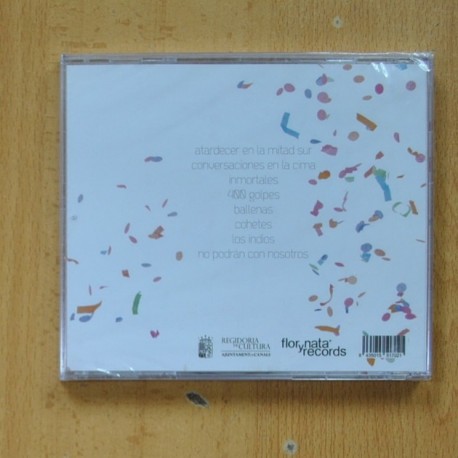 atardecer en la mitad sur
conversaciones en la cima
inmortales
400 golpes
ballenas
cohetes
los indios
no podrán con nosotros
REGIDORIA
DE CULTURA
flor y nata
records